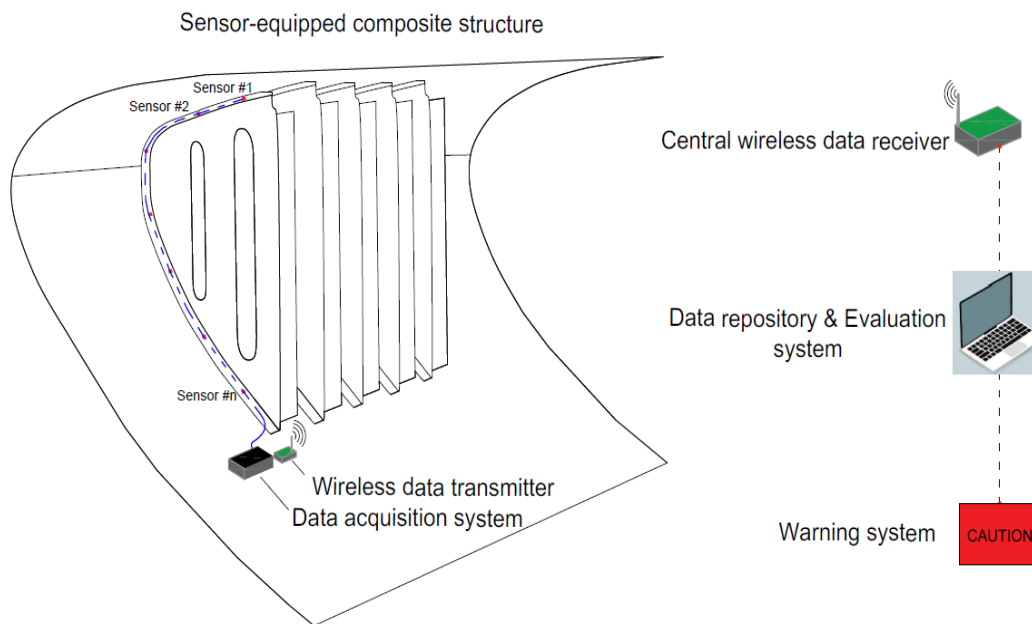 Sensor-equipped composite structure
Sensor #1
Sensor #2
Sensor #n
Wireless data transmitter
Data acquisition system
Central wireless data receiver
Data repository & Evaluation
system
Warning system
CAUTION